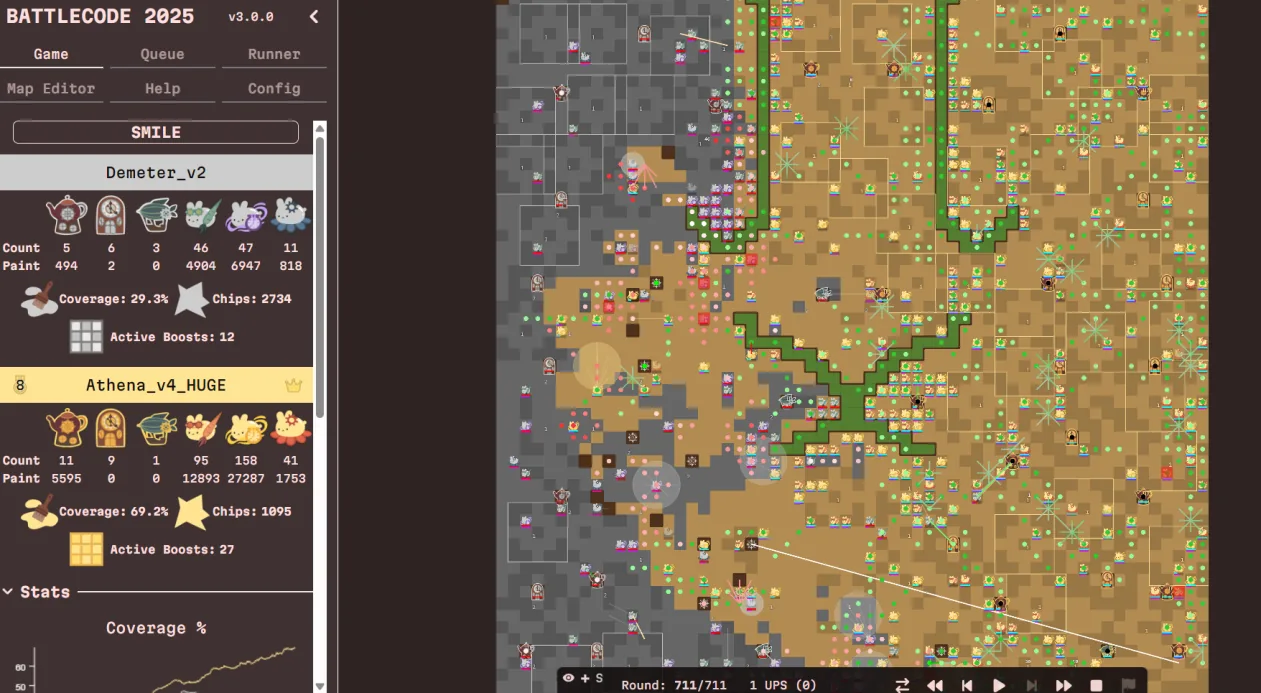 BATTLECODE 2025 v3.0.0
Game Queue Runner
Map Editor Help Config
SMILE
Demeter_v2
Count 5 6 3 46 47 11
Paint 494 2 0 4904 6947 818
Coverage: 29.3% Chips: 2734
Active Boosts: 12
8 Athena_v4_HUGE
Count 11 9 1 95 158 41
Paint 5595 0 0 12893 27287 1753
Coverage: 69.2% Chips: 1095
Active Boosts: 27
Stats
Coverage %
60
50
+ S Round: 711/711 1 UPS (0)